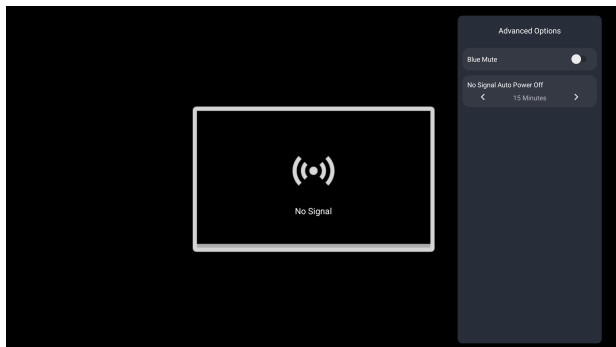 Advanced Options
Blue Mute
No Signal Auto Power Off
15 Minutes
No Signal